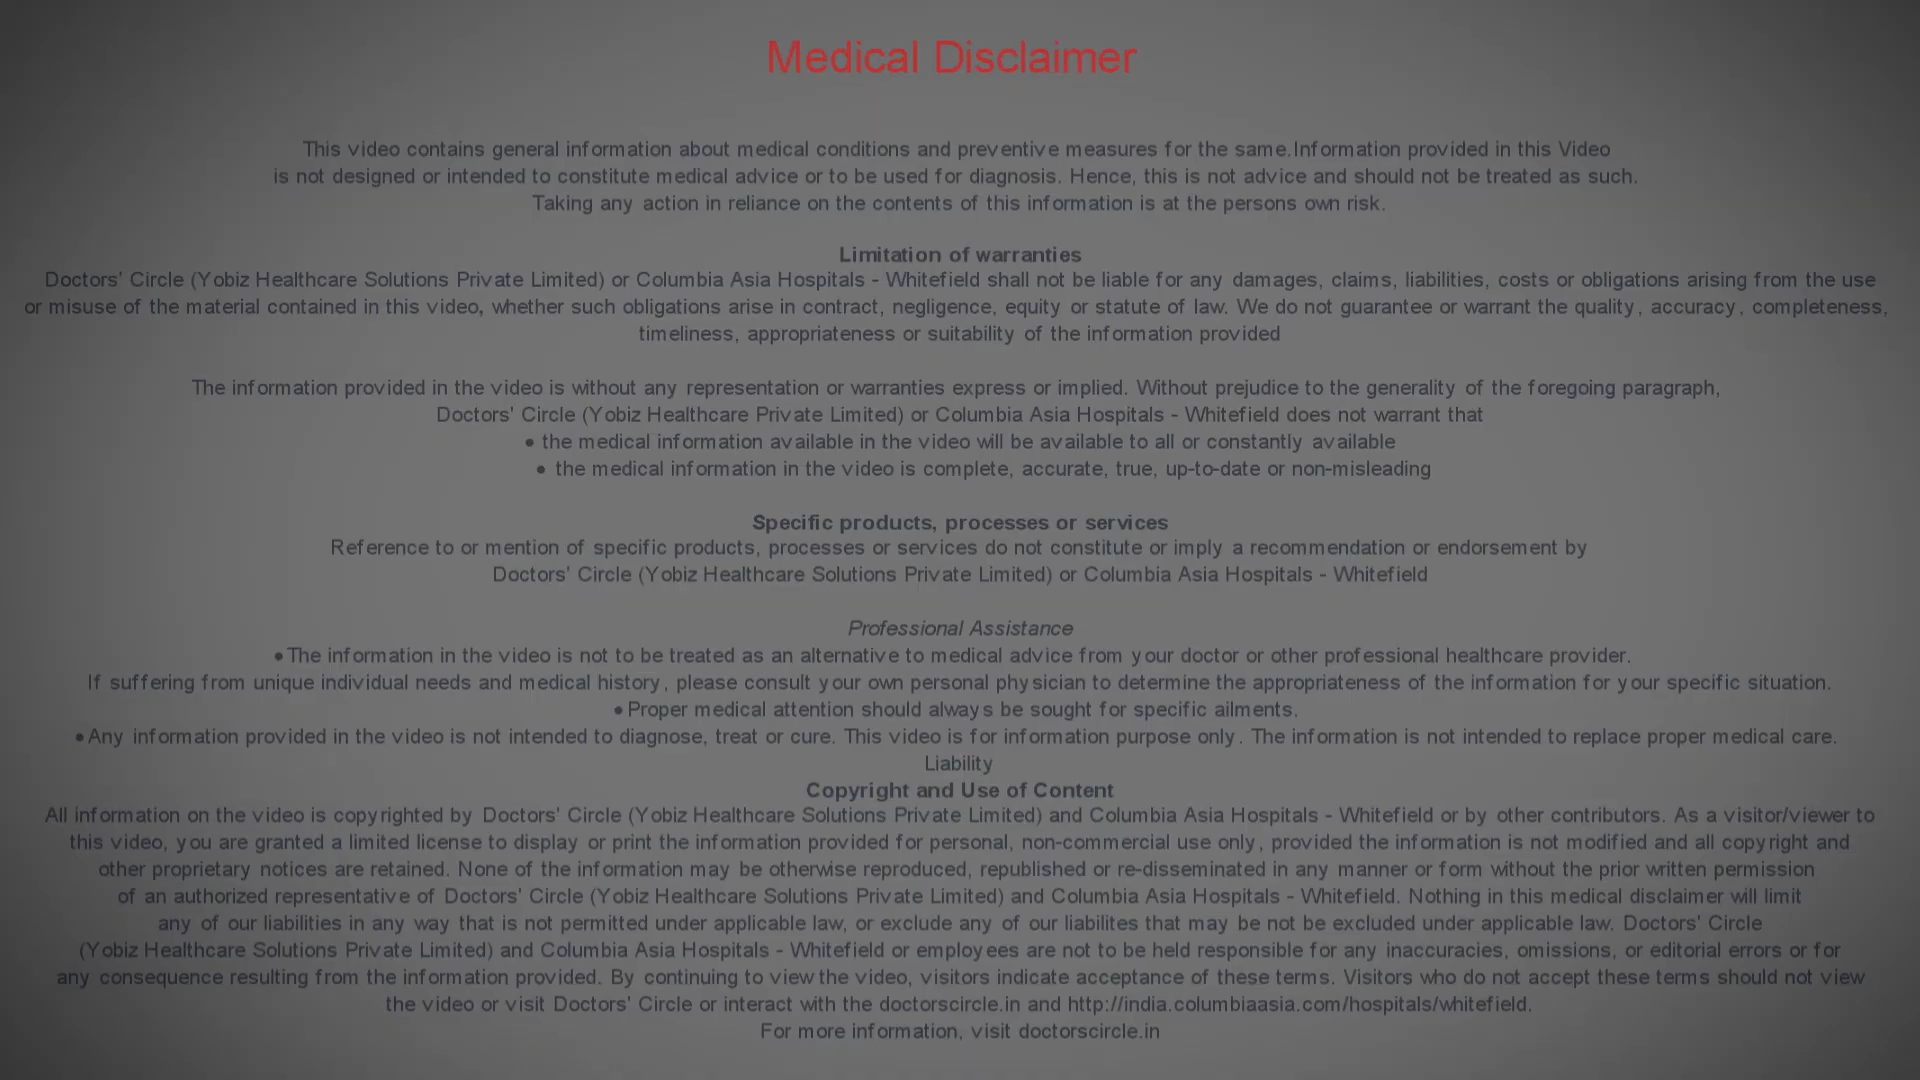 Medical Disclaimer
This video contains general information about medical conditions and preventive measures for the same.Information provided in this Video
is not designed or intended to constitute medical advice or to be used for diagnosis. Hence, this is not advice and should not be treated as such.
Taking any action in reliance on the contents of this information is at the persons own risk.
Limitation of warranties
Doctors' Circle (Yobiz Healthcare Solutions Private Limited) or Columbia Asia Hospitals - Whitefield shall not be liable for any damages, claims, liabilities, costs or obligations arising from the use
or misuse of the material contained in this video, whether such obligations arise in contract, negligence, equity or statute of law. We do not guarantee or warrant the quality, accuracy, completeness,
timeliness, appropriateness or suitability of the information provided
The information provided in the video is without any representation or warranties express or implied. Without prejudice to the generality of the foregoing paragraph,
Doctors' Circle (Yobiz Healthcare Private Limited) or Columbia Asia Hospitals - Whitefield does not warrant that
• the medical information available in the video will be available to all or constantly available
• the medical information in the video is complete, accurate, true, up-to-date or non-misleading
Specific products, processes or services
Reference to or mention of specific products, processes or services do not constitute or imply a recommendation or endorsement by
Doctors' Circle (Yobiz Healthcare Solutions Private Limited) or Columbia Asia Hospitals - Whitefield
Professional Assistance
•The information in the video is not to be treated as an alternative to medical advice from your doctor or other professional healthcare provider.
If suffering from unique individual needs and medical history, please consult your own personal physician to determine the appropriateness of the information for your specific situation.
•Proper medical attention should always be sought for specific ailments.
•Any information provided in the video is not intended to diagnose, treat or cure. This video is for information purpose only. The information is not intended to replace proper medical care.
Liability
Copyright and Use of Content
All information on the video is copyrighted by Doctors' Circle (Yobiz Healthcare Solutions Private Limited) and Columbia Asia Hospitals - Whitefield or by other contributors. As a visitor/viewer to
this video, you are granted a limited license to display or print the information provided for personal, non-commercial use only, provided the information is not modified and all copyright and
other proprietary notices are retained. None of the information may be otherwise reproduced, republished or re-disseminated in any manner or form without the prior written permission
of an authorized representative of Doctors' Circle (Yobiz Healthcare Solutions Private Limited) and Columbia Asia Hospitals - Whitefield. Nothing in this medical disclaimer will limit
any of our liabilities in any way that is not permitted under applicable law, or exclude any of our liabilites that may be not be excluded under applicable law. Doctors' Circle
(Yobiz Healthcare Solutions Private Limited) and Columbia Asia Hospitals - Whitefield or employees are not to be held responsible for any inaccuracies, omissions, or editorial errors or for
any consequence resulting from the information provided. By continuing to view the video, visitors indicate acceptance of these terms. Visitors who do not accept these terms should not view
the video or visit Doctors' Circle or interact with the doctorscircle.in and http://india.columbiaasia.com/hospitals/whitefield.
For more information, visit doctorscircle.in